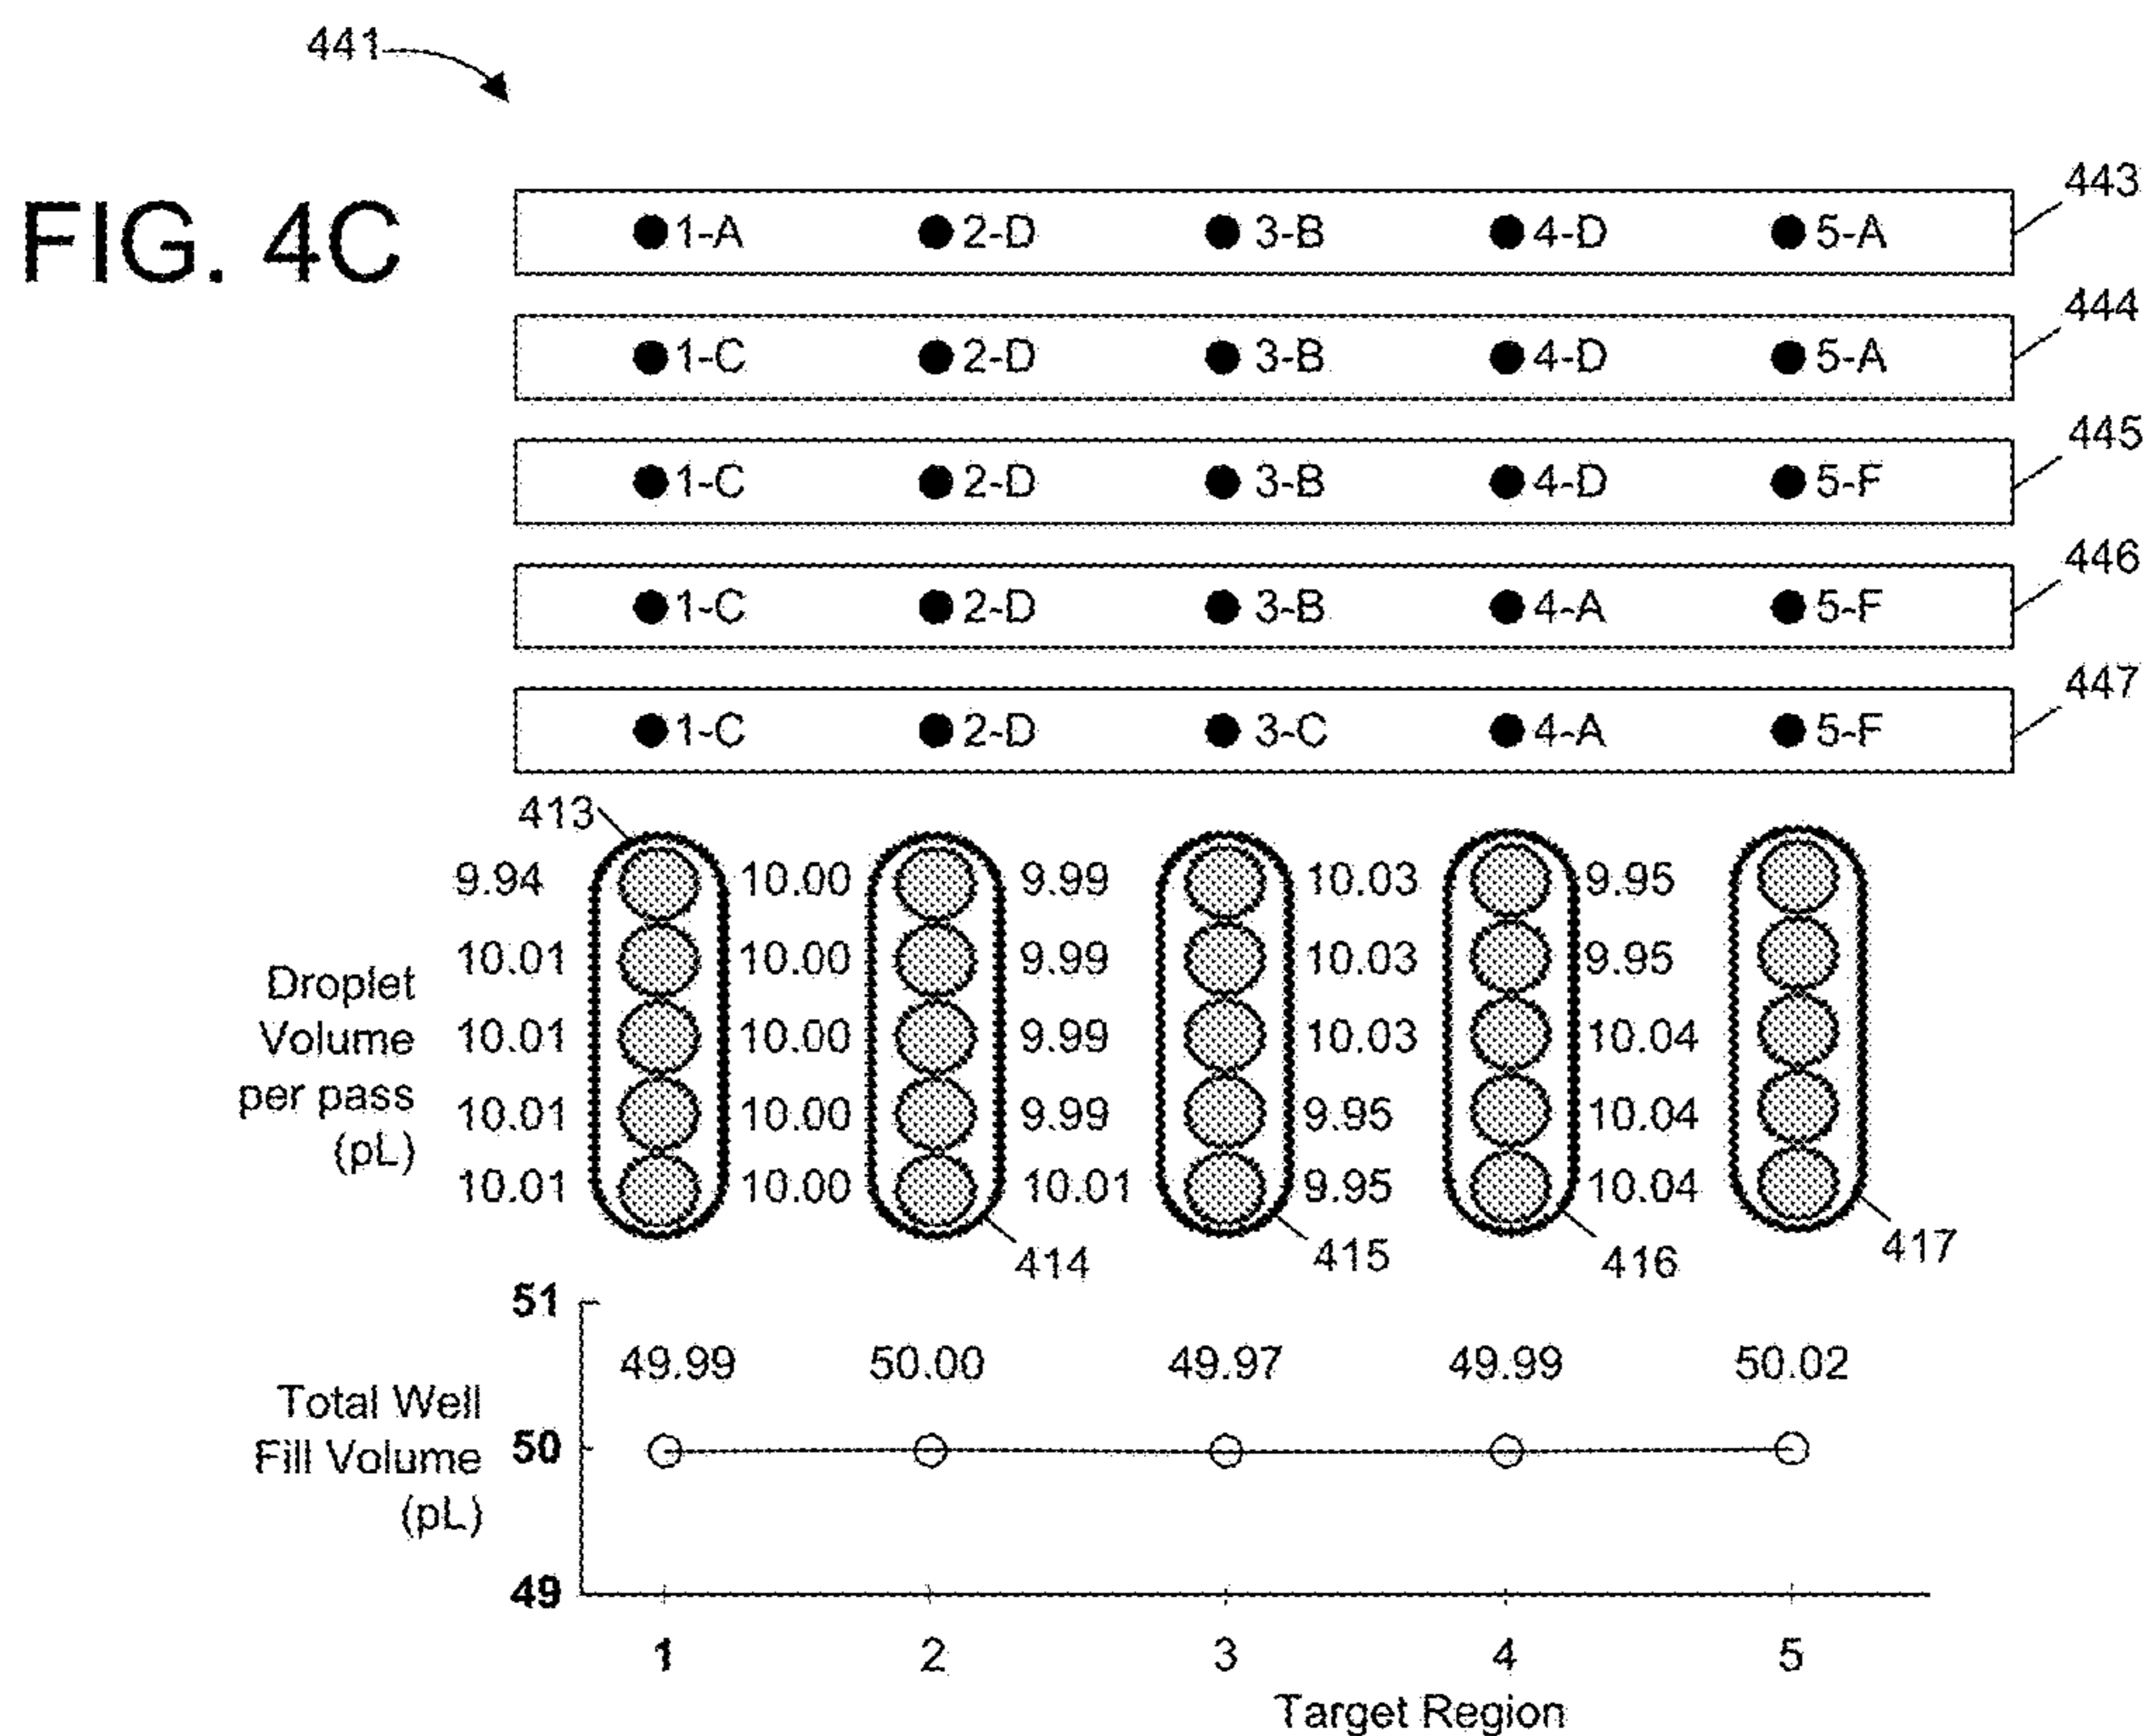 441
FIG. 4C
443
1-A 2-D 3-B 4-D 5-A
444
1-C 2-D 3-B 4-D 5-A
445
1-C 2-D 3-B 4-D 5-F
446
1-C 2-D 3-B 4-A 5-F
447
1-C 2-D 3-C 4-A 5-F
413
Droplet
Volume
per pass
(pL)
9.94 10.00 9.99 10.03 9.95
10.01 10.00 9.99 10.03 9.95
10.01 10.00 9.99 10.03 10.04
10.01 10.00 9.99 9.95 10.04
10.01 10.00 10.01 9.95 10.04
414 415 416 417
Total Well
Fill Volume
(pL)
51
49.99 50.00 49.97 49.99 50.02
50
49
1 2 3 4 5
Target Region